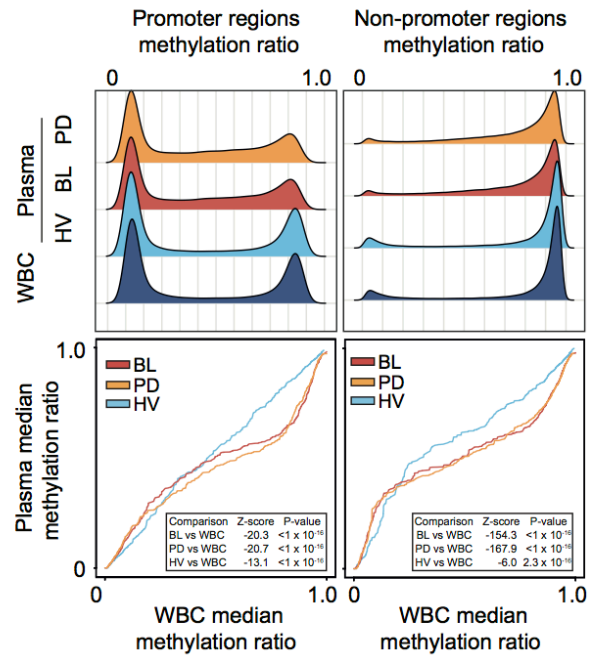 Promoter regions
methylation ratio
Non-promoter regions
methylation ratio
0 1.0
0 1.0
Plasma
PD
BL
HV
WBC
1.0
0
Plasma median
methylation ratio
BL
PD
HV
Comparison Z-score P-value
BL vs WBC -20.3 <1 x 10-16
PD vs WBC -20.7 <1 x 10-16
HV vs WBC -13.1 <1 x 10-16
0 1.0
WBC median
methylation ratio
1.0
0
BL
PD
HV
Comparison Z-score P-value
BL vs WBC -154.3 <1 x 10-16
PD vs WBC -167.9 <1 x 10-16
HV vs WBC -6.0 2.3 x 10-16
0 1.0
WBC median
methylation ratio